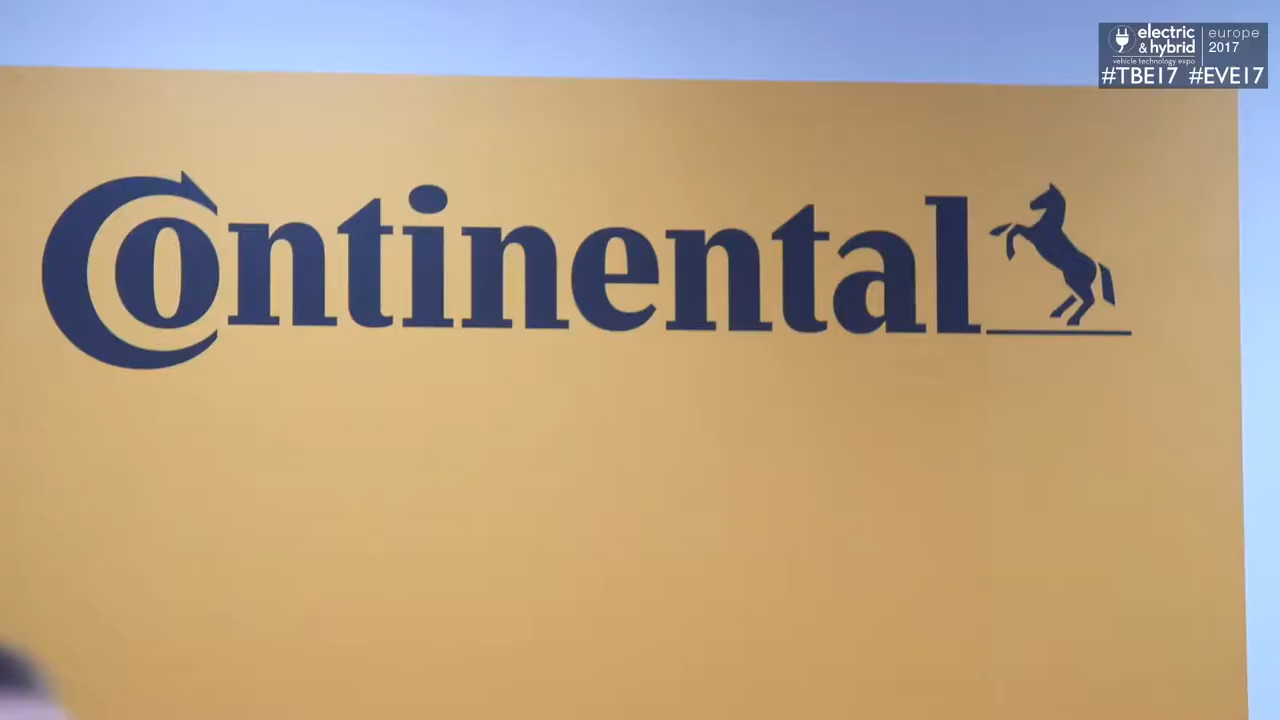 electric
& hybrid
vehicle technology expo
europe
2017
#TBE17 #EVE17
Continental